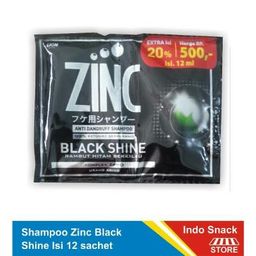 LION
EXTRA Isi
20%
Harga RP.
500,-
Isi. 12 ml
ZINC
フケ用シャンプー
ANTI DANDRUFF SHAMPOO
BLACK SHINE
RAMBUT HITAM BERKILAU
Shampoo Zinc Black
Shine Isi 12 sachet
Indo Snack
STORE